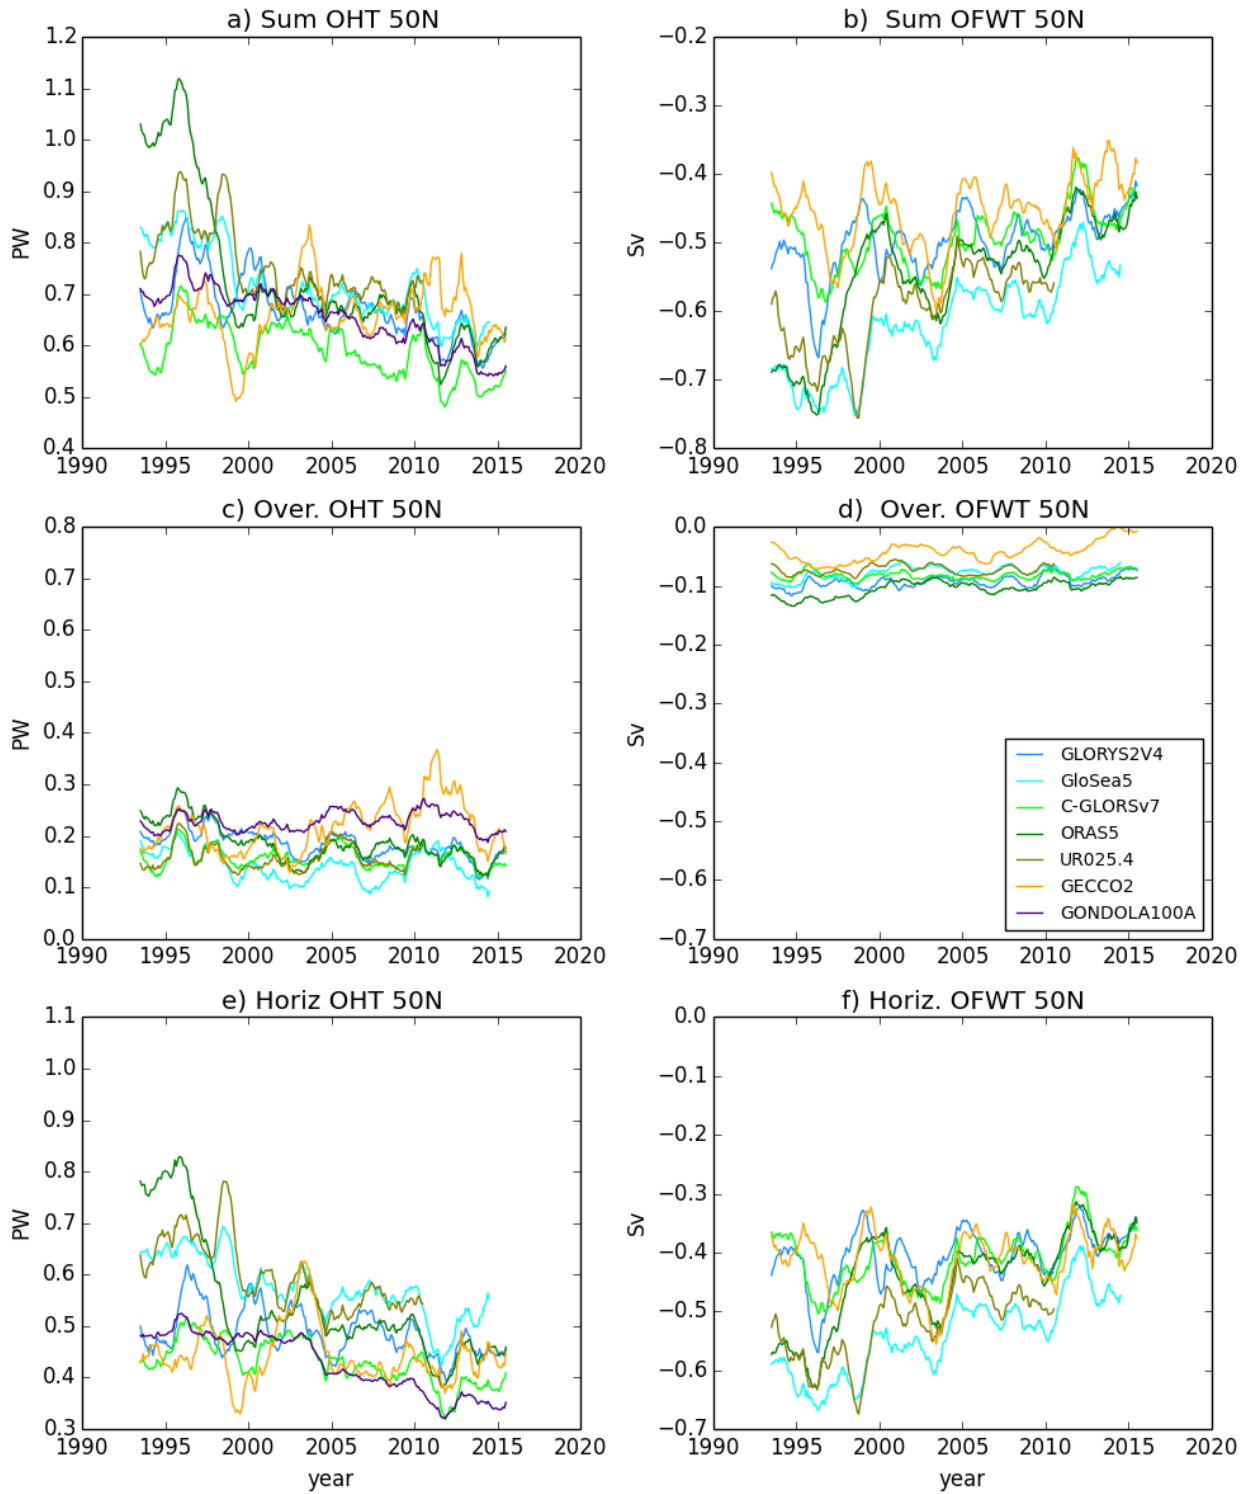 a) Sum OHT 50N
1.2
1.1
1.0
0.9
0.8
0.7
0.6
0.5
0.4
PW
1990 1995 2000 2005 2010 2015 2020
b) Sum OFWT 50N
−0.2
−0.3
−0.4
−0.5
−0.6
−0.7
−0.8
Sv
1990 1995 2000 2005 2010 2015 2020
c) Over. OHT 50N
0.8
0.7
0.6
0.5
0.4
0.3
0.2
0.1
0.0
PW
1990 1995 2000 2005 2010 2015 2020
d) Over. OFWT 50N
0.0
−0.1
−0.2
−0.3
−0.4
−0.5
−0.6
−0.7
Sv
GLORYS2V4
GloSea5
C-GLORSv7
ORAS5
UR025.4
GECCO2
GONDOLA100A
1990 1995 2000 2005 2010 2015 2020
e) Horiz OHT 50N
1.1
1.0
0.9
0.8
0.7
0.6
0.5
0.4
0.3
PW
1990 1995 2000 2005 2010 2015 2020
year
f) Horiz. OFWT 50N
0.0
−0.1
−0.2
−0.3
−0.4
−0.5
−0.6
−0.7
Sv
1990 1995 2000 2005 2010 2015 2020
year